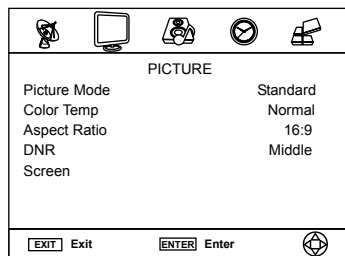 PICTURE
Picture Mode Standard
Color Temp Normal
Aspect Ratio 16:9
DNR Middle
Screen
EXIT Exit ENTER Enter